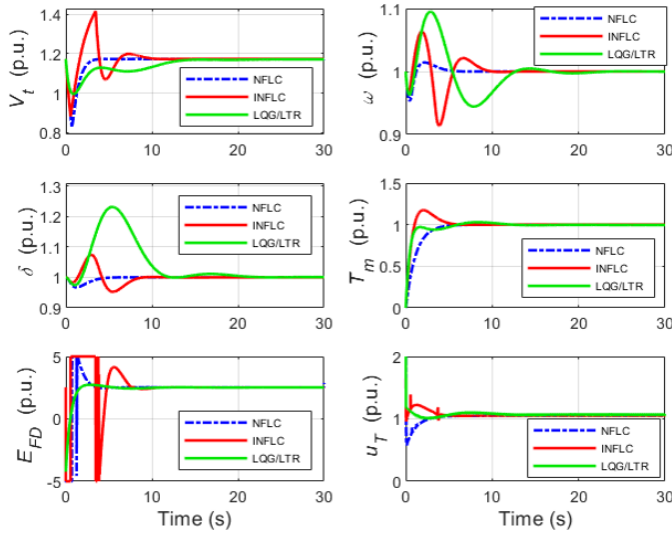 V_t (p.u.)
1.4
1.2
1
0.8
NFLC
INFLC
LQG/LTR
0 10 20 30
ω (p.u.)
1.1
1
0.9
NFLC
INFLC
LQG/LTR
0 10 20 30
δ (p.u.)
1.3
1.2
1.1
1
0.9
NFLC
INFLC
LQG/LTR
0 10 20 30
T_m (p.u.)
1.5
1
0.5
0
NFLC
INFLC
LQG/LTR
0 10 20 30
E_FD (p.u.)
5
0
-5
NFLC
INFLC
LQG/LTR
0 10 20 30
Time (s)
u_T (p.u.)
2
1
0
NFLC
INFLC
LQG/LTR
0 10 20 30
Time (s)